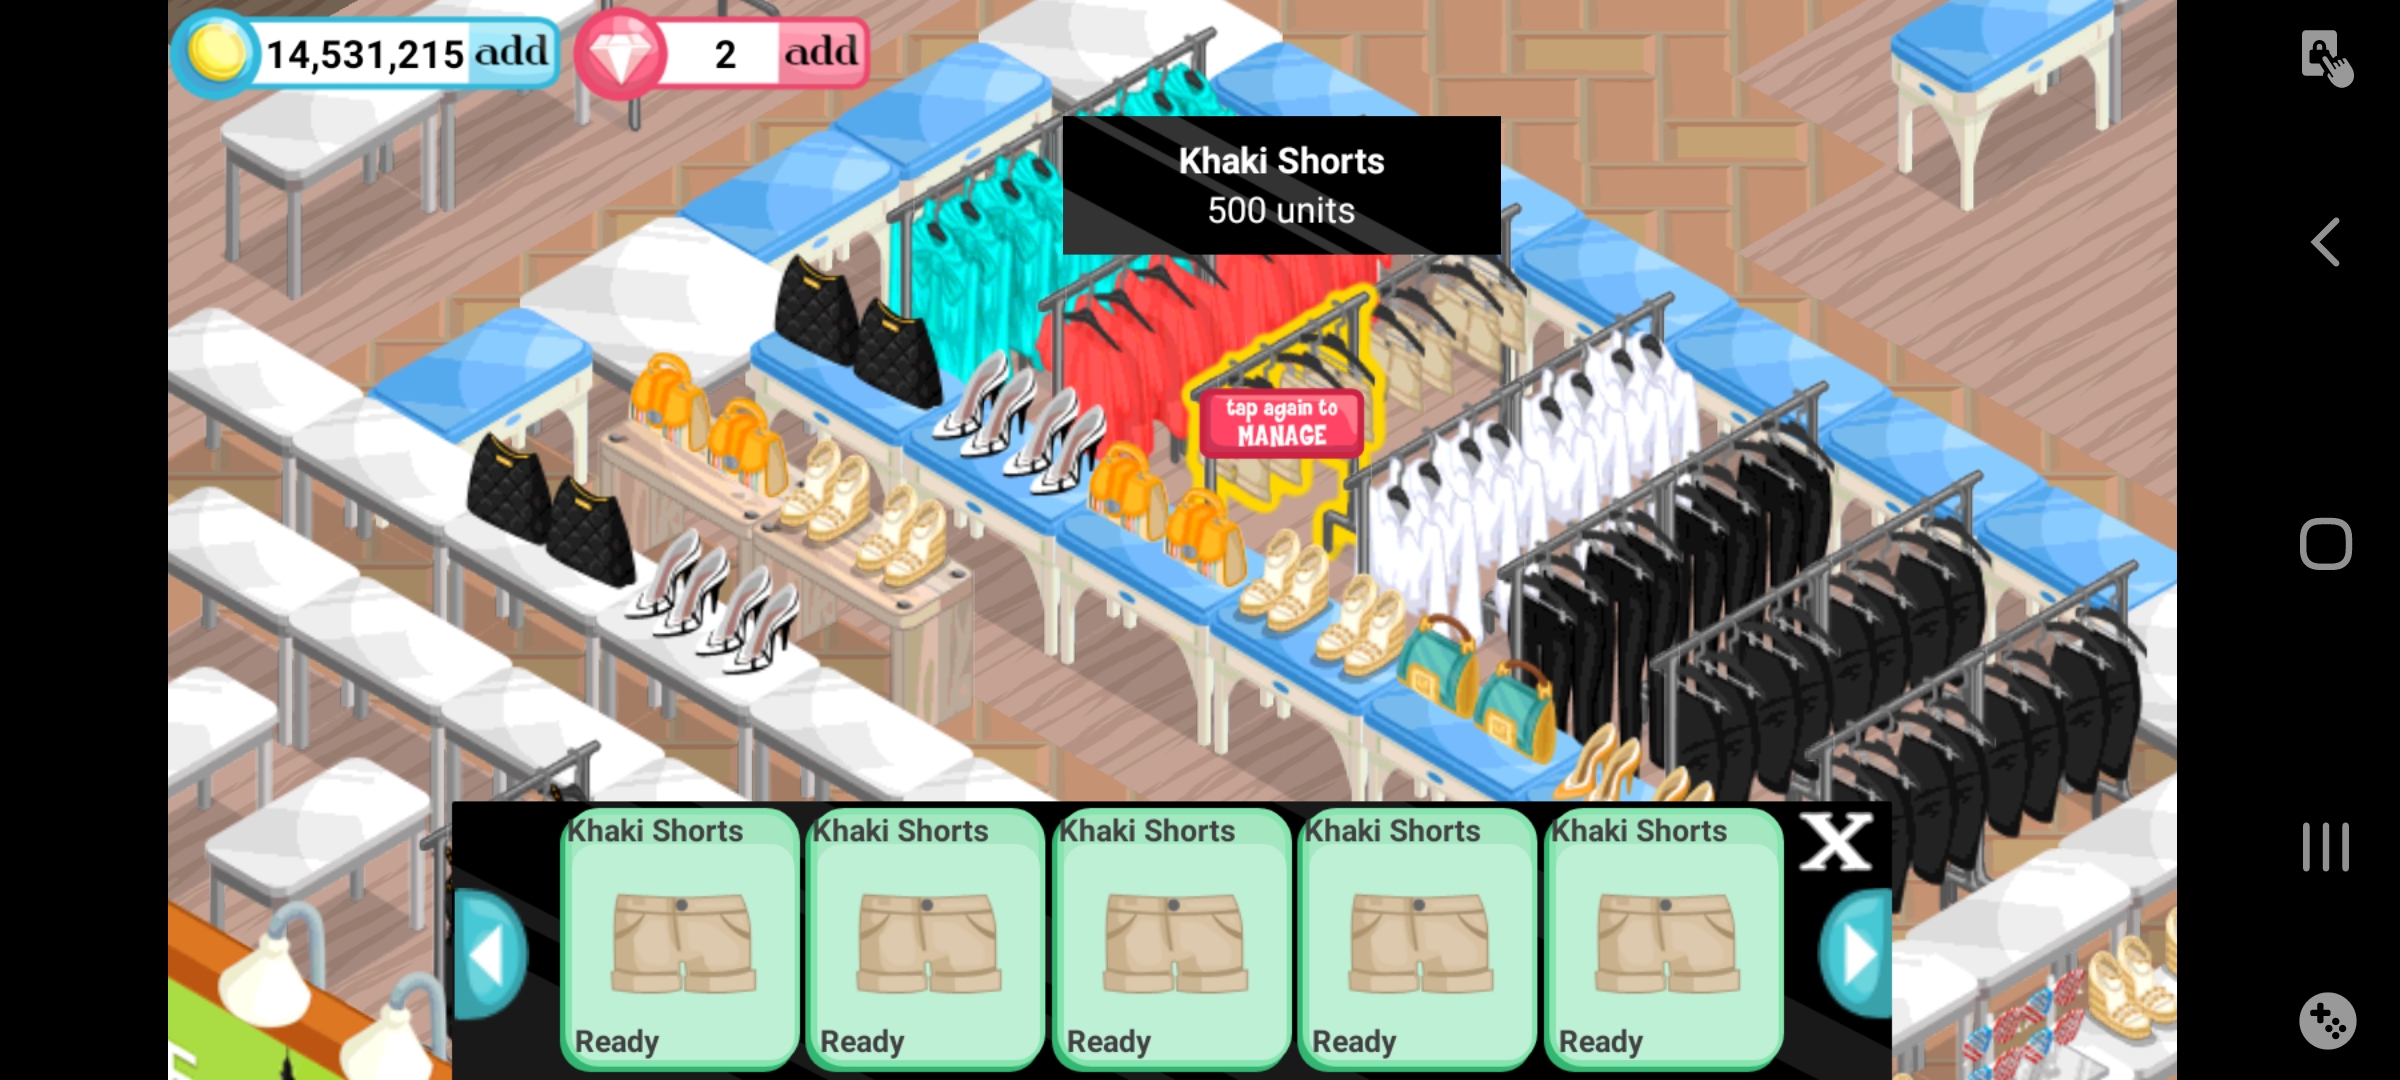 14,531,215 add
2 add
Khaki Shorts
500 units
tap again to
MANAGE
Khaki Shorts
Ready
Khaki Shorts
Ready
Khaki Shorts
Ready
Khaki Shorts
Ready
Khaki Shorts
Ready
X